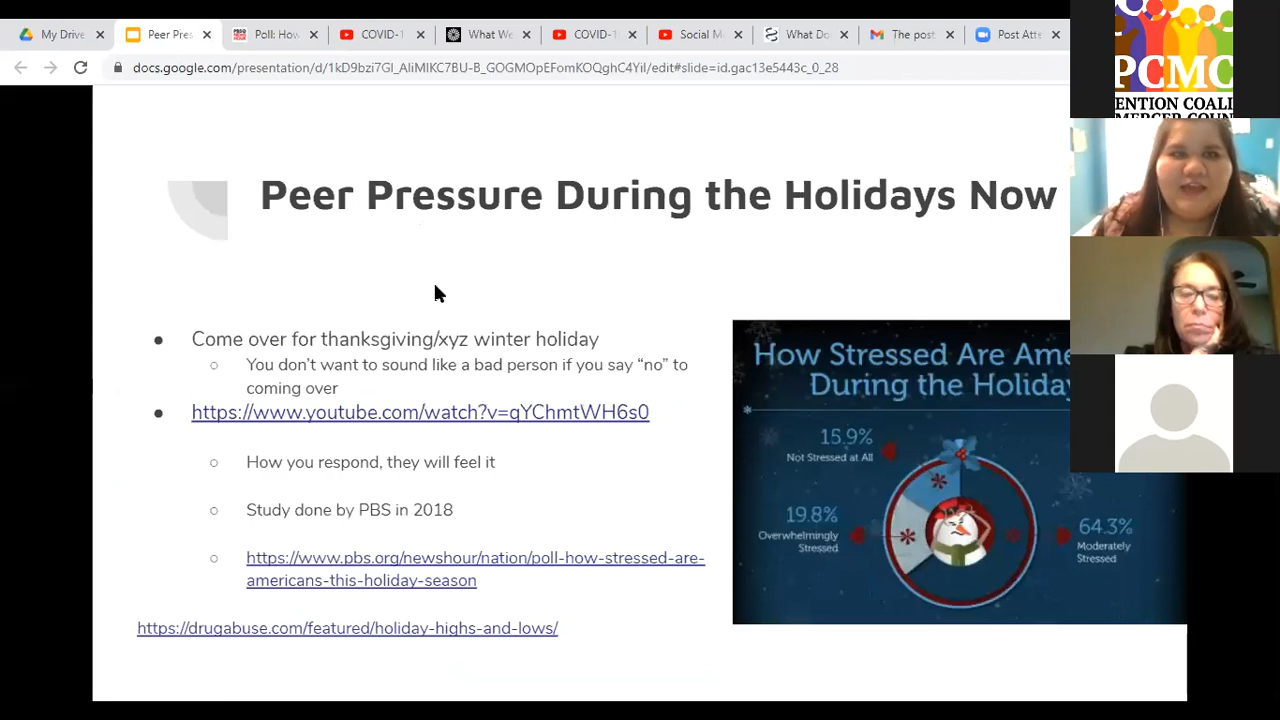 My Drive
Peer Pres
Poll: How
COVID-1
What We
COVID-1
Social M
What Do
The post
Post Atte
docs.google.com/presentation/d/1kD9bzi7Gl_AIiMIKC7BUcB_GOGMOpEFomKOQghC4YiI/edit#slide=id.gac13e5443c_0_28
PCMC
ENTION COALI
MERCER COUN
Peer Pressure During the Holidays Now
Come over for thanksgiving/xyz winter holiday
You don't want to sound like a bad person if you say “no” to
coming over
https://www.youtube.com/watch?v=qYChmtWH6s0
How you respond, they will feel it
Study done by PBS in 2018
https://www.pbs.org/newshour/nation/poll-how-stressed-are-
americans-this-holiday-season
https://drugabuse.com/featured/holiday-highs-and-lows/
How Stressed Are Ame
During the Holiday
15.9%
Not Stressed at All
19.8%
Overwhelmingly
Stressed
64.3%
Moderately
Stressed